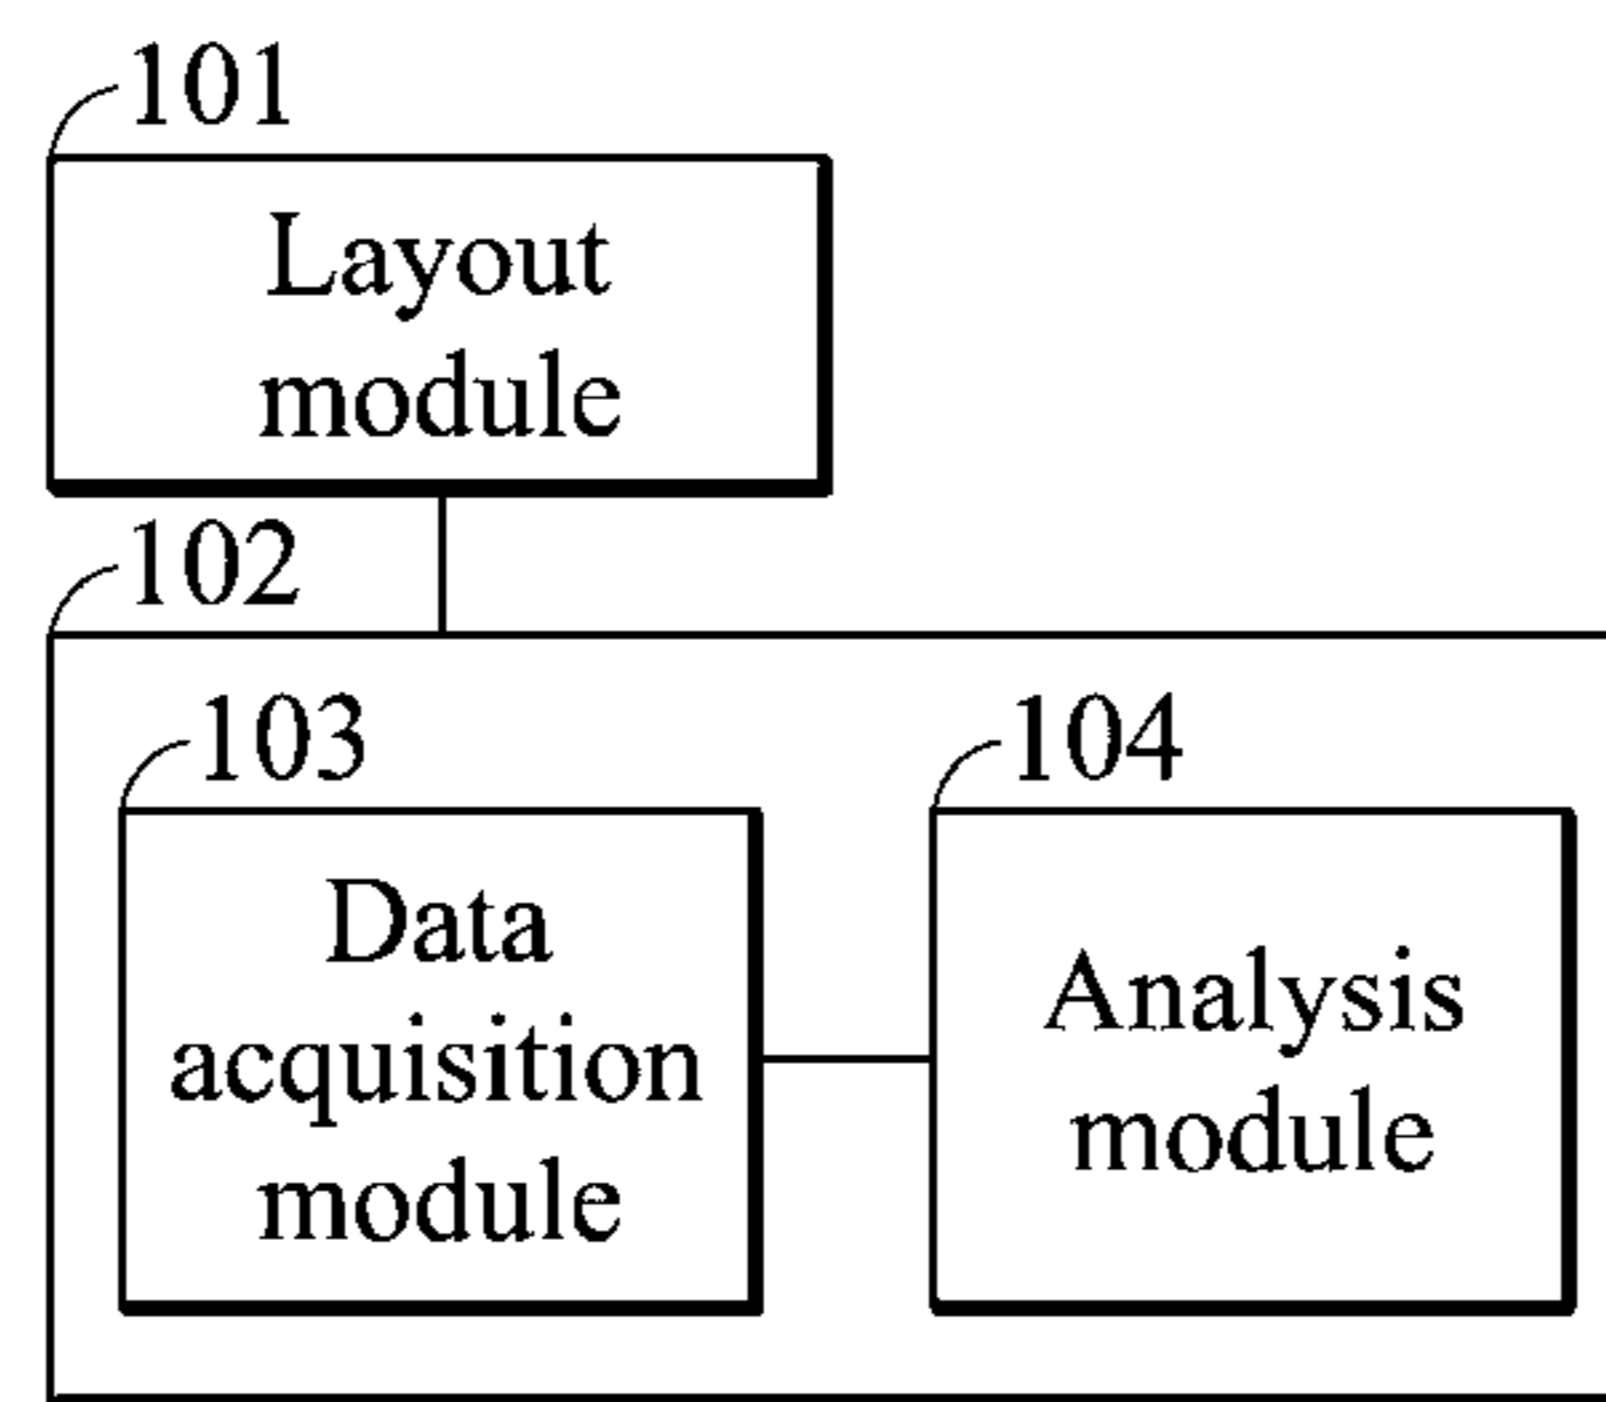 101
Layout
module
102
103
Data
acquisition
module
104
Analysis
module